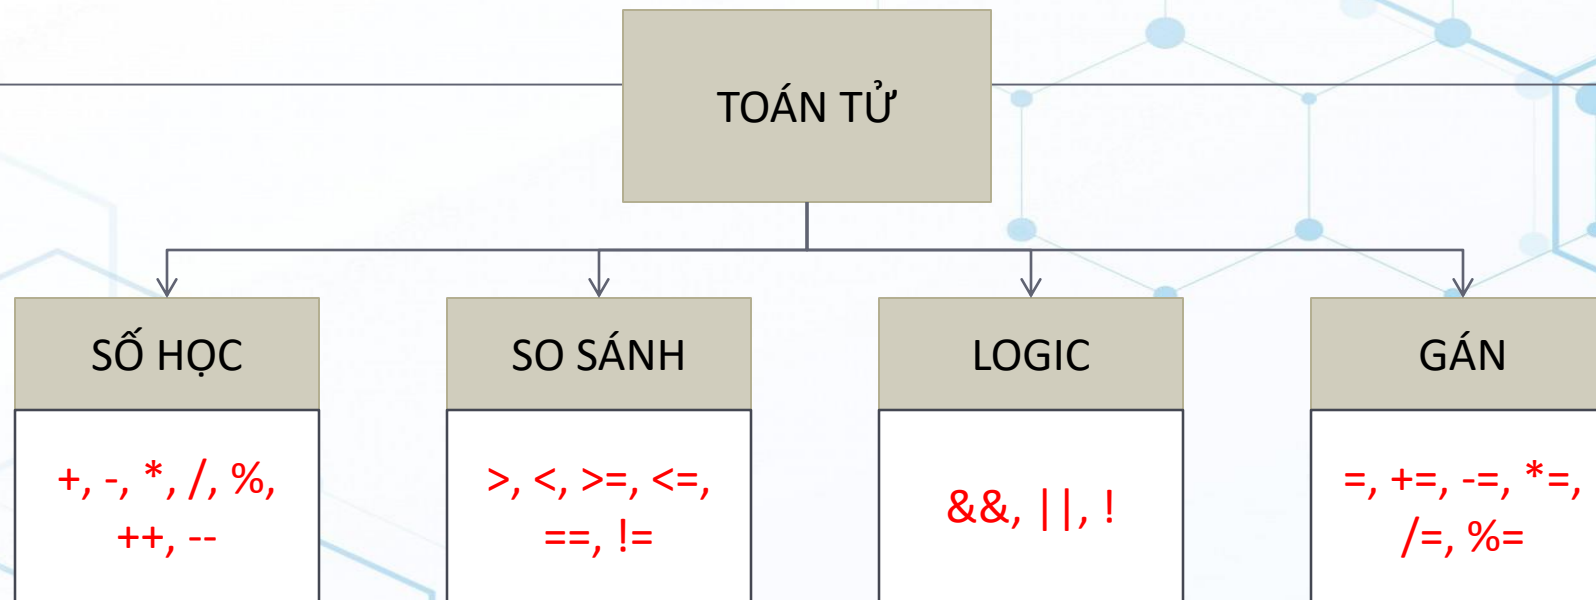 TOÁN TỬ
SỐ HỌC
+, -, *, /, %,
++, --
SO SÁNH
>, <, >=, <=,
==, !=
LOGIC
&&, ||, !
GÁN
=, +=, -=, *=,
/=, %=